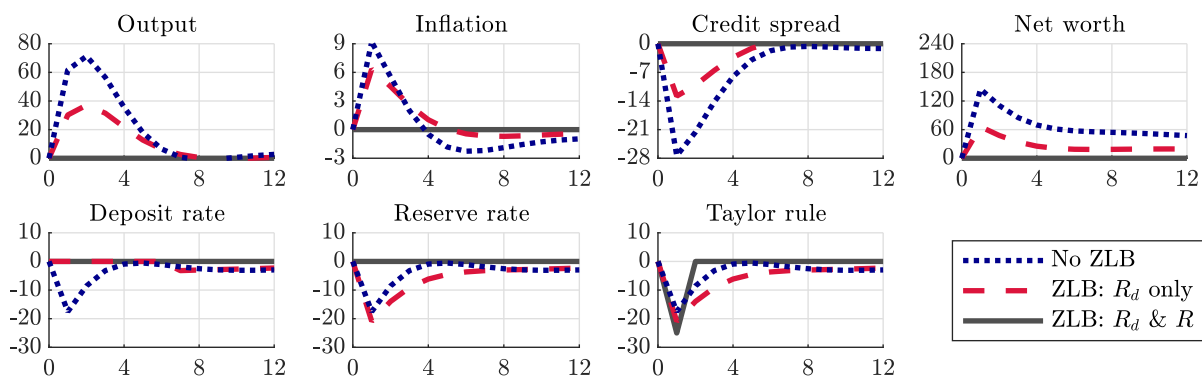 Output
80
60
40
20
0
0 4 8 12
Inflation
9
6
3
0
-3
0 4 8 12
Credit spread
0
-7
-14
-21
-28
0 4 8 12
Net worth
240
180
120
60
0
0 4 8 12
Deposit rate
10
0
-10
-20
-30
0 4 8 12
Reserve rate
10
0
-10
-20
-30
0 4 8 12
Taylor rule
10
0
-10
-20
-30
0 4 8 12
No ZLB
ZLB: R_d only
ZLB: R_d & R